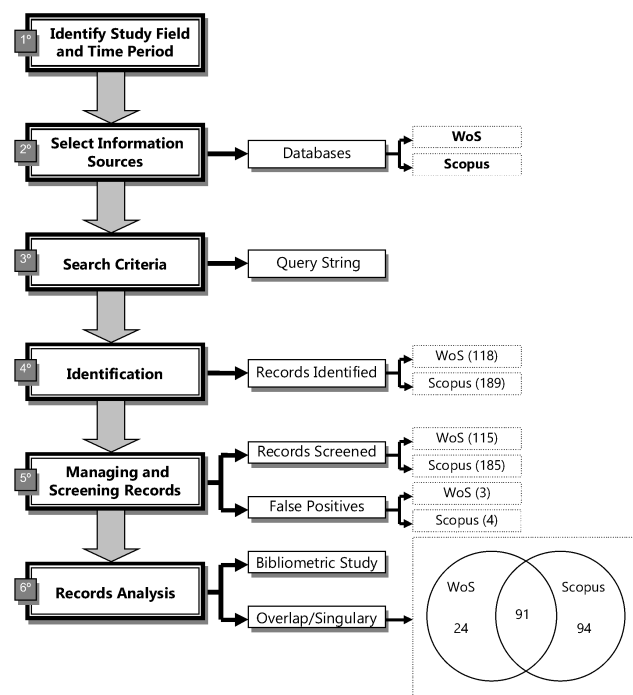 1º
Identify Study Field
and Time Period
2º
Select Information
Sources
Databases
WoS
Scopus
3º
Search Criteria
Query String
4º
Identification
Records Identified
WoS (118)
Scopus (189)
5º
Managing and
Screening Records
Records Screened
WoS (115)
Scopus (185)
False Positives
WoS (3)
Scopus (4)
6º
Records Analysis
Bibliometric Study
Overlap/Singulary
WoS
Scopus
24
91
94